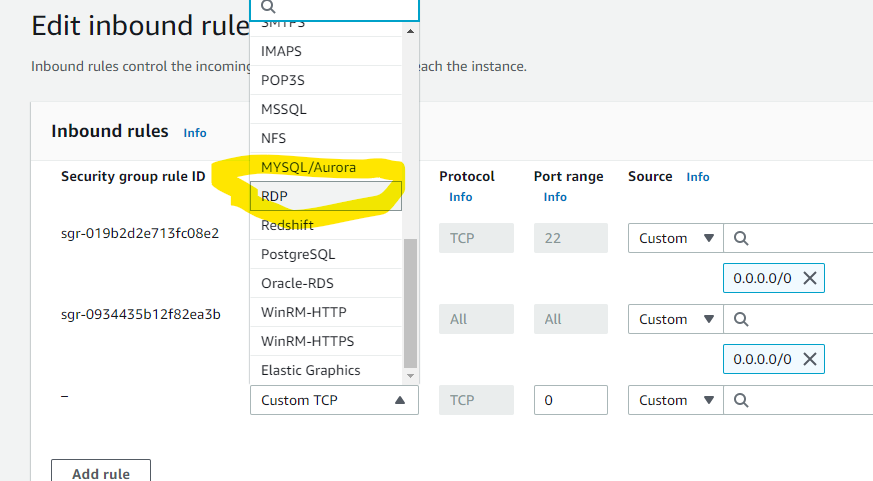 Edit inbound rule
SMTPS
Inbound rules control the incoming
each the instance.
IMAPS
POP3S
MSSQL
Inbound rules Info
NFS
MYSQL/Aurora
RDP
Redshift
PostgreSQL
Oracle-RDS
WinRM-HTTP
WinRM-HTTPS
Elastic Graphics
Security group rule ID
Protocol
Info
Port range
Info
Source Info
sgr-019b2d2e713fc08e2
TCP
22
Custom
0.0.0.0/0
sgr-0934435b12f82ea3b
All
All
Custom
0.0.0.0/0
–
Custom TCP
TCP
0
Custom
Add rule